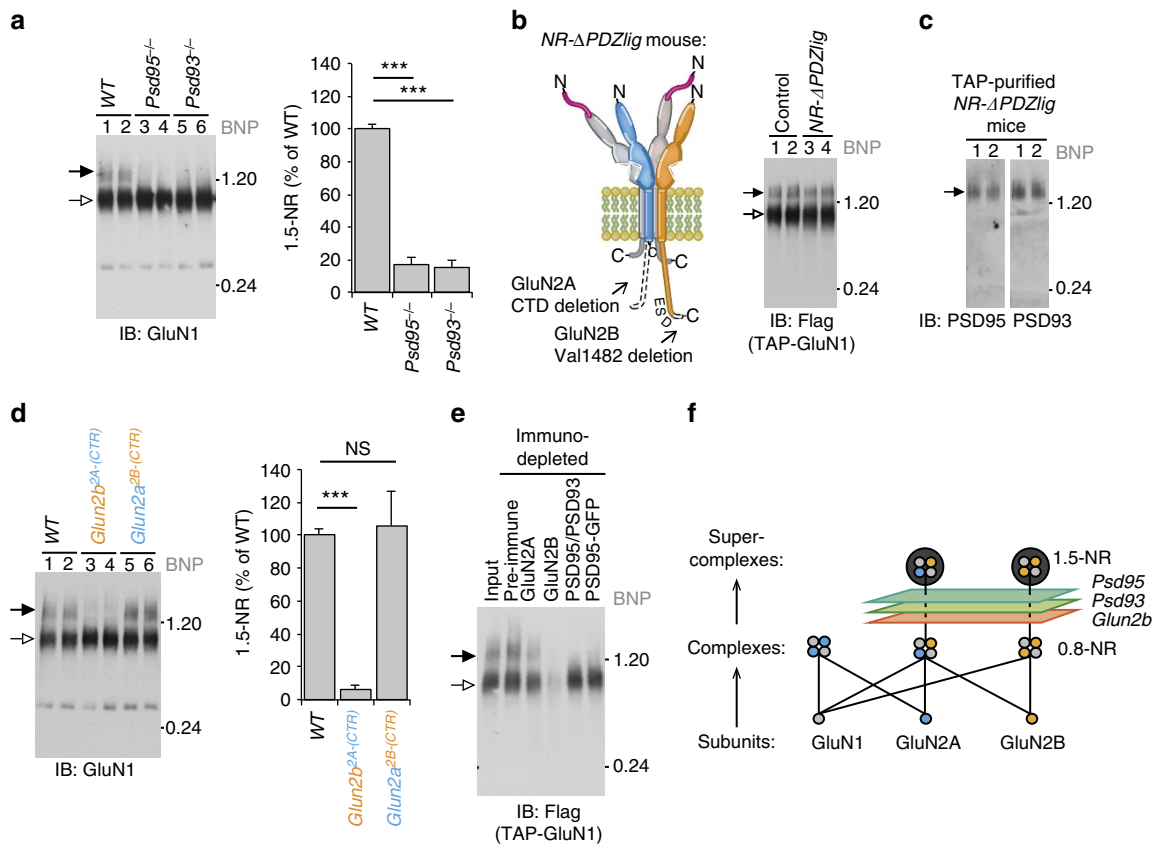 a
WT
Psd95–/–
Psd93–/–
1 2 3 4 5 6 BNP
1.20
0.24
IB: GluN1
1.5-NR (% of WT)
140
120
100
80
60
40
20
0
***
***
WT
Psd95–/–
Psd93–/–
b
NR-ΔPDZlig mouse:
N
N
N
N
C
C
C
E S D
C
GluN2A
CTD deletion
GluN2B
Val1482 deletion
Control
NR-ΔPDZlig
1 2 3 4 BNP
1.20
0.24
IB: Flag
(TAP-GluN1)
c
TAP-purified
NR-ΔPDZlig
mice
1 2 1 2 BNP
1.20
0.24
IB: PSD95 PSD93
d
WT
Glun2b2A-(CTR)
Glun2a2B-(CTR)
1 2 3 4 5 6 BNP
1.20
0.24
IB: GluN1
1.5-NR (% of WT)
140
120
100
80
60
40
20
0
NS
***
WT
Glun2b2A-(CTR)
Glun2a2B-(CTR)
e
Immuno-
depleted
Input
Pre-immune
GluN2A
GluN2B
PSD95/PSD93
PSD95-GFP
BNP
1.20
0.24
IB: Flag
(TAP-GluN1)
f
Super-
complexes:
1.5-NR
Psd95
Psd93
Glun2b
Complexes:
0.8-NR
Subunits:
GluN1
GluN2A
GluN2B